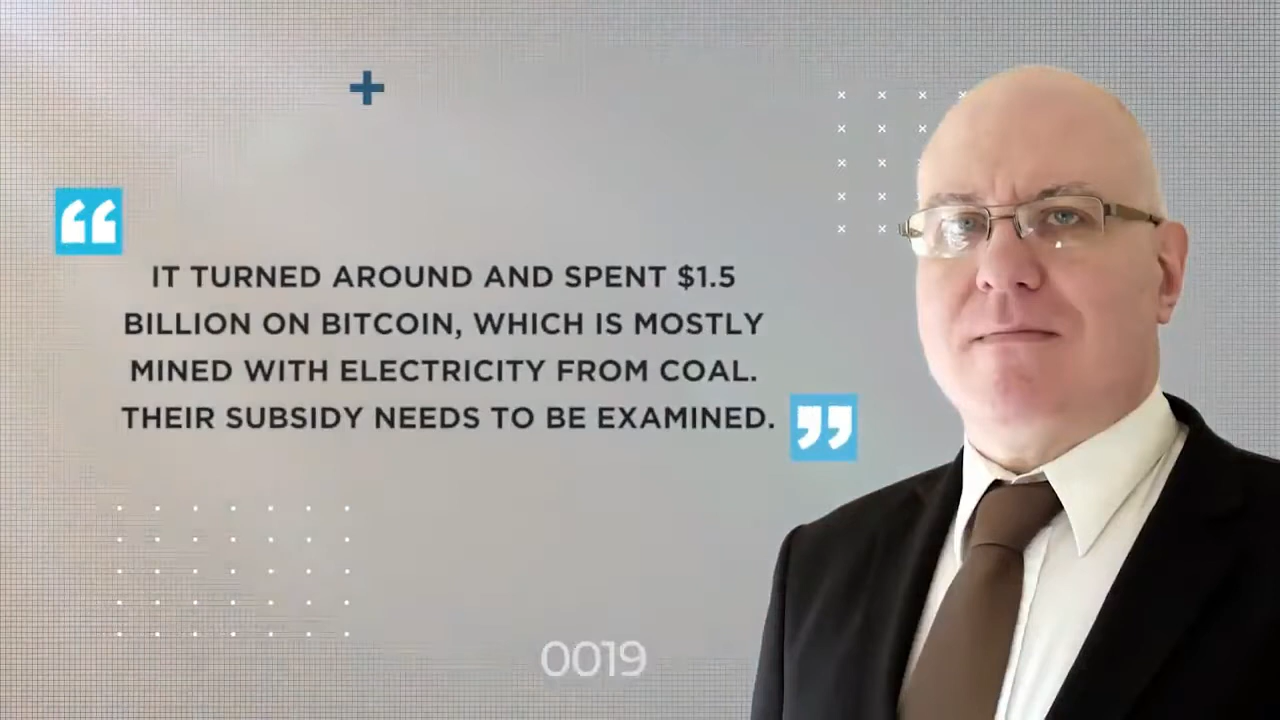 IT TURNED AROUND AND SPENT $1.5
BILLION ON BITCOIN, WHICH IS MOSTLY
MINED WITH ELECTRICITY FROM COAL.
THEIR SUBSIDY NEEDS TO BE EXAMINED.
0019